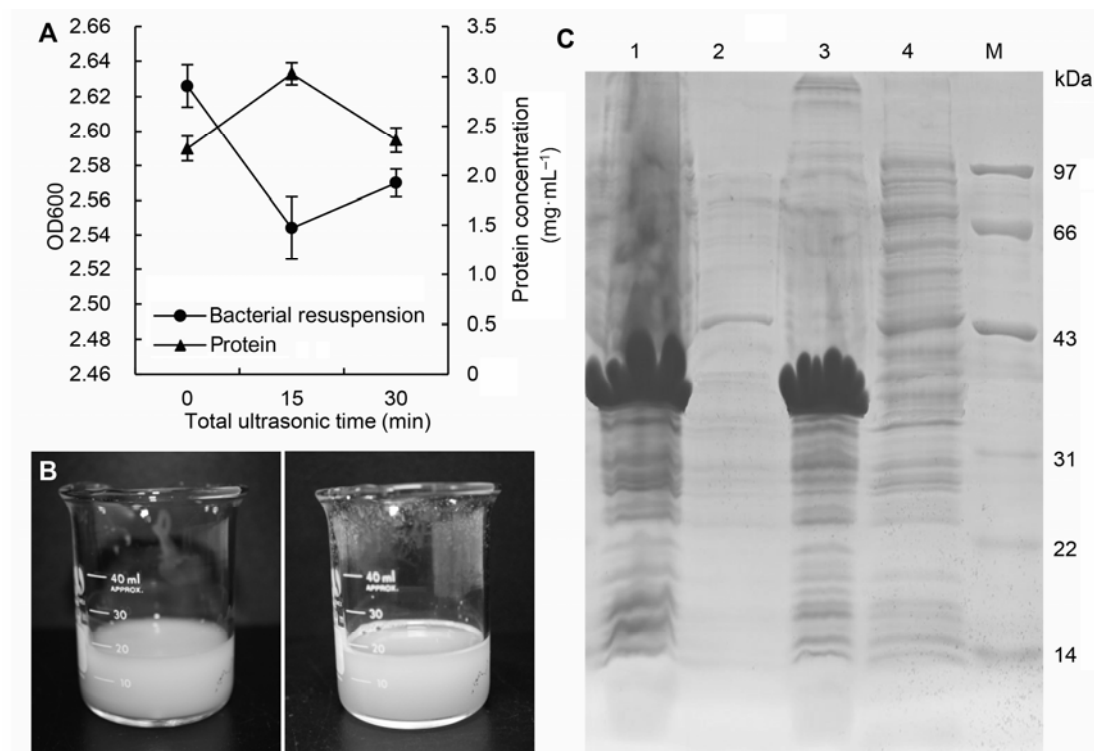 A
2.66
2.64
2.62
2.60
2.58
2.56
2.54
2.52
2.50
2.48
2.46
OD600
3.5
3.0
2.5
2.0
1.5
1.0
0.5
0
Protein concentration
(mg·mL⁻¹)
Bacterial resuspension
Protein
0 15 30
Total ultrasonic time (min)
B
40 ml
APPROX.
30
20
10
40 ml
APPROX.
30
20
10
C
1 2 3 4 M
kDa
97
66
43
31
22
14